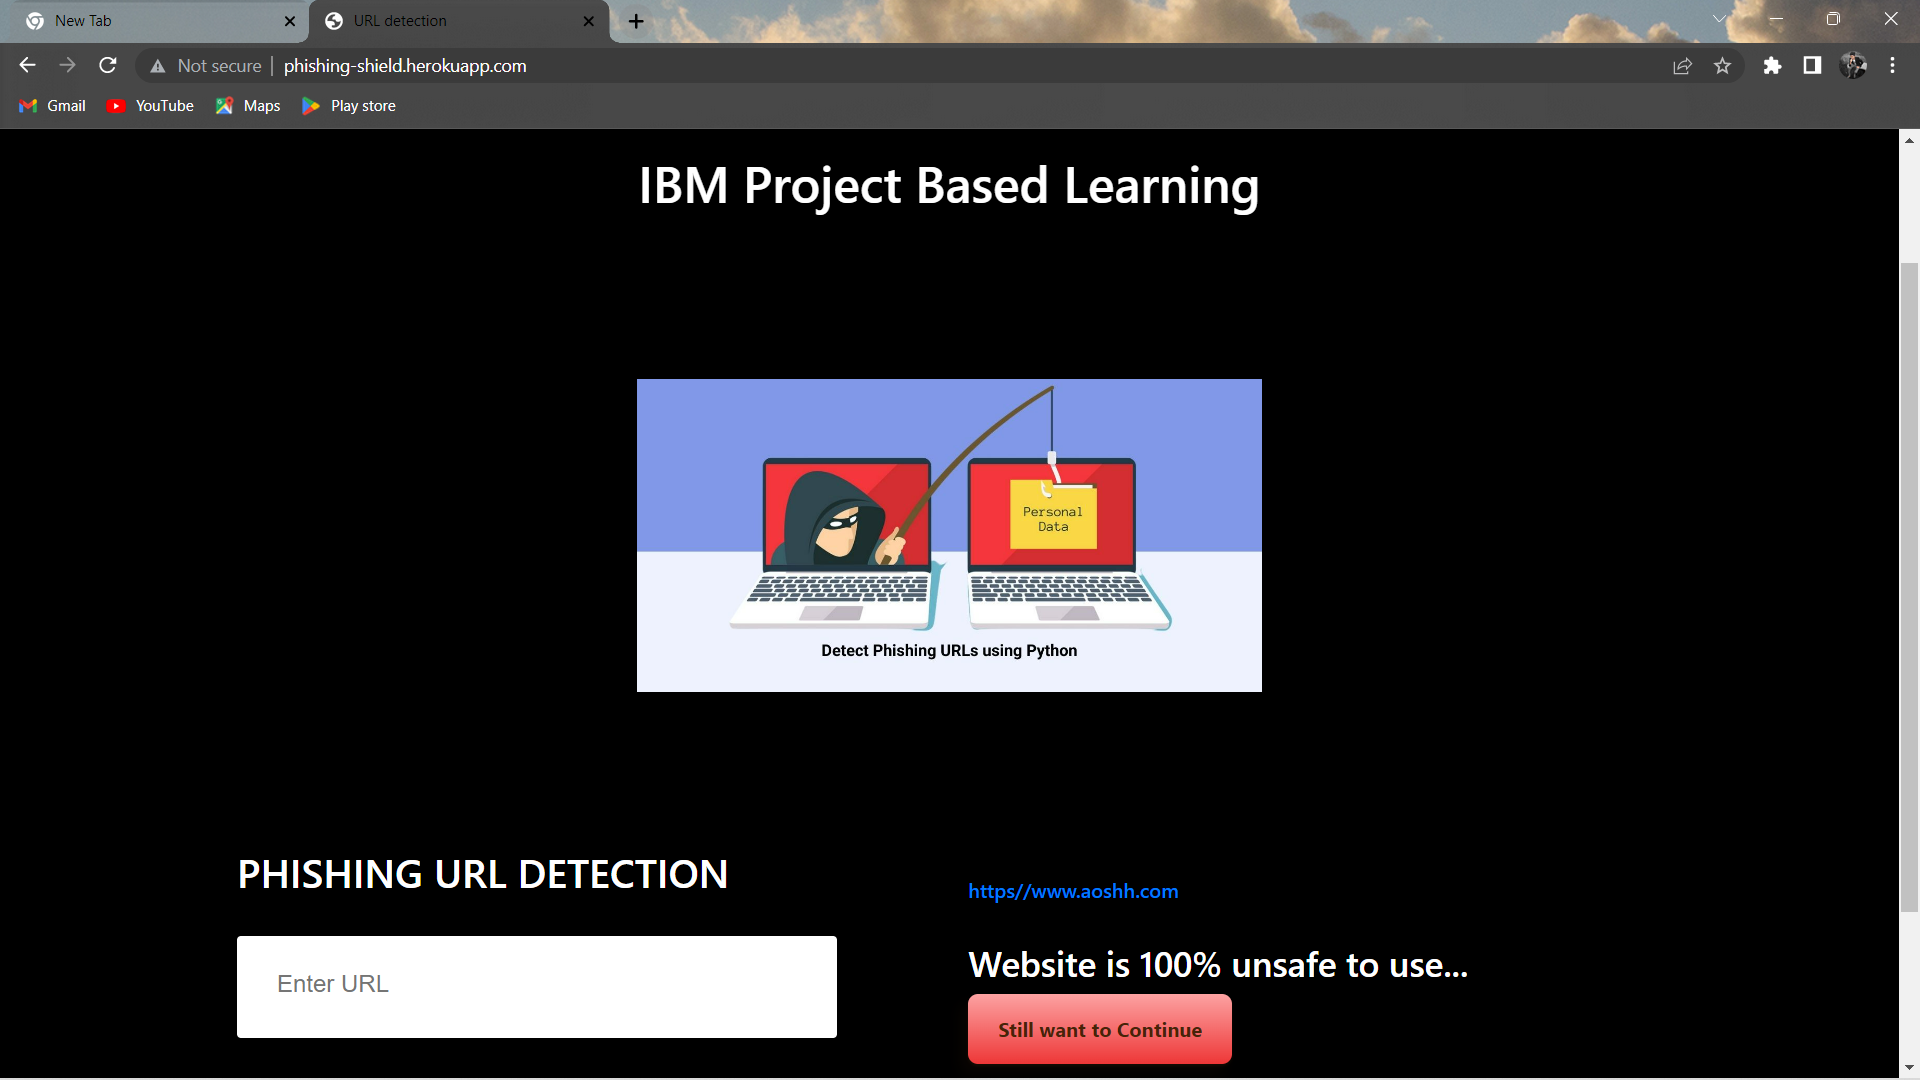 New Tab
URL detection
Not secure
phishing-shield.herokuapp.com
Gmail
YouTube
Maps
Play store
IBM Project Based Learning
Personal
Data
Detect Phishing URLs using Python
PHISHING URL DETECTION
Enter URL
https//www.aoshh.com
Website is 100% unsafe to use...
Still want to Continue